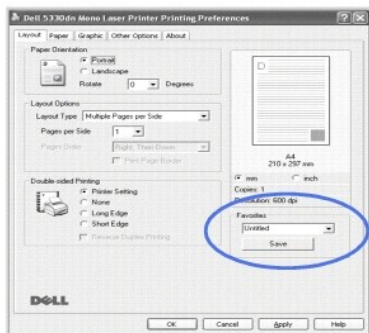 Dell 5330dn Mono Laser Printer Printing Preferences
Layout Paper Graphic Other Options About
Paper Orientation
Portrait
Landscape
Rotate 0 Degrees
Layout Options
Layout Type Multiple Pages per Side
Pages per Side 1
Pages Order Right, Then Down
Print Page Border
Double-sided Printing
Printer Setting
None
Long Edge
Short Edge
Reverse Duplex Printing
A4
210 x 297 mm
mm inch
Copies: 1
Resolution: 600 dpi
Favorites
Untitled
Save
DELL
OK Cancel Apply Help